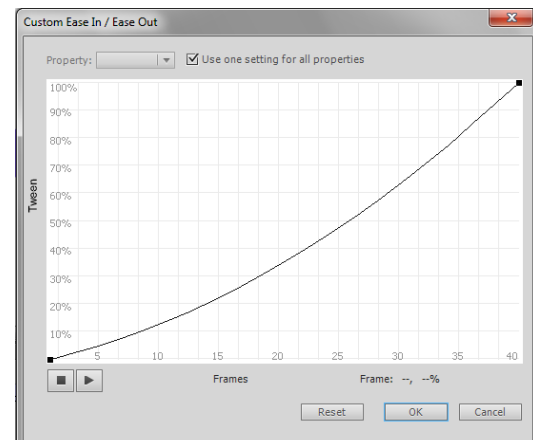 Custom Ease In / Ease Out
Property:
Use one setting for all properties
100%
90%
80%
70%
60%
50%
40%
30%
20%
10%
Tween
5 10 15 20 25 30 35 40
Frames Frame: --, --%
Reset OK Cancel